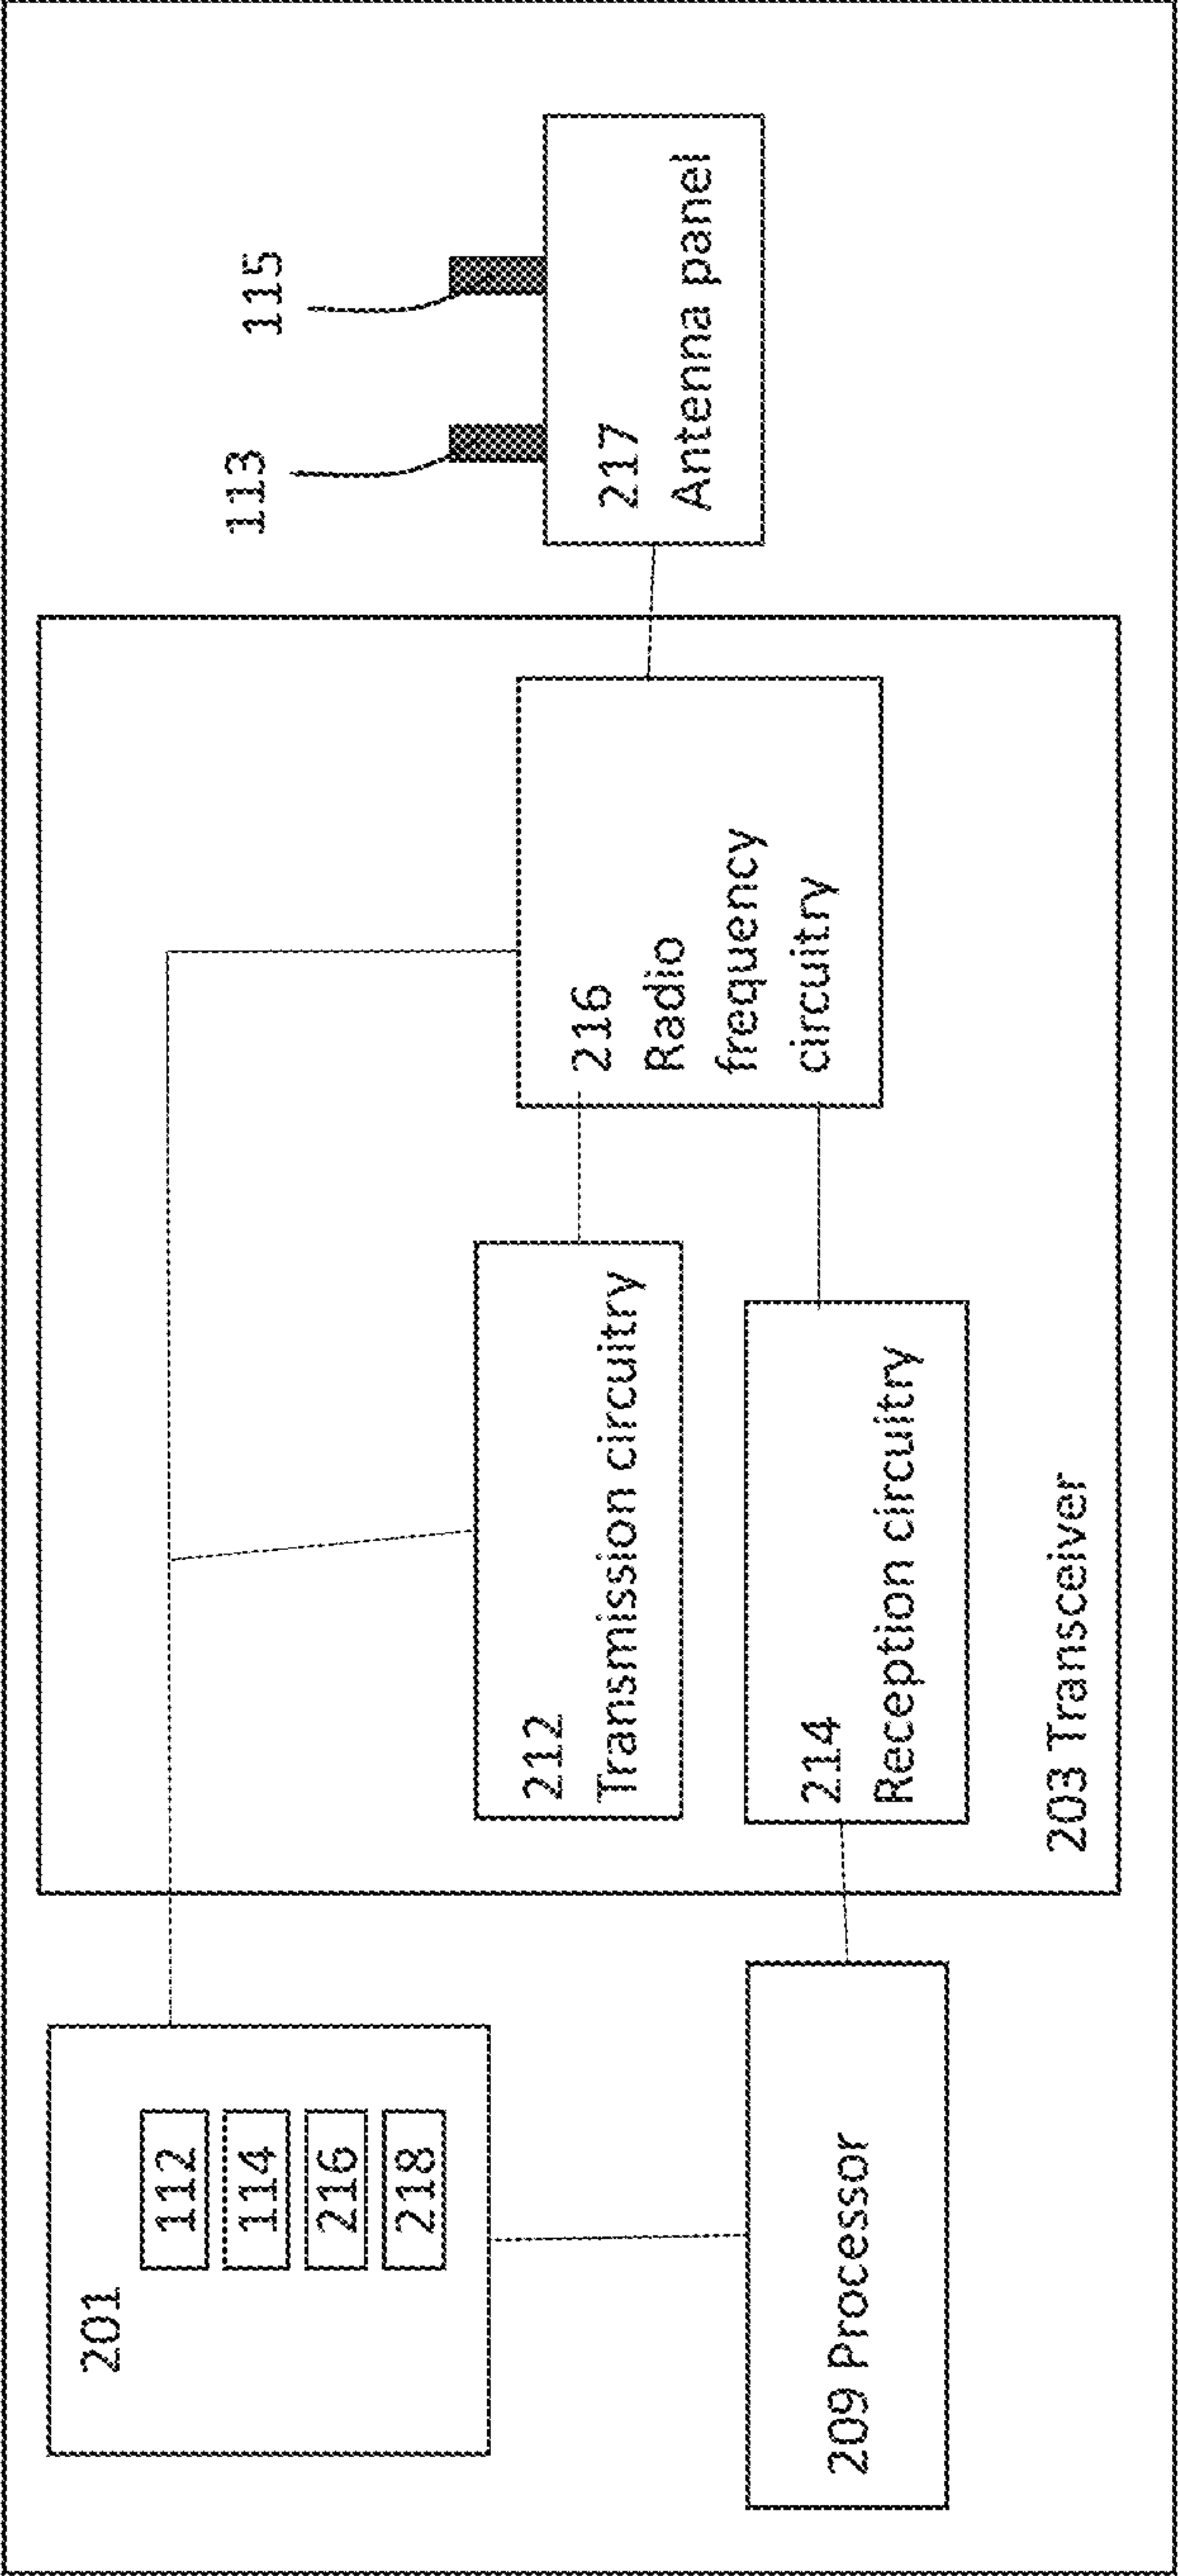 201
112
114
216
218
209 Processor
212
Transmission circuitry
214
Reception circuitry
203 Transceiver
216
Radio
frequency
circuitry
113
115
217
Antenna panel